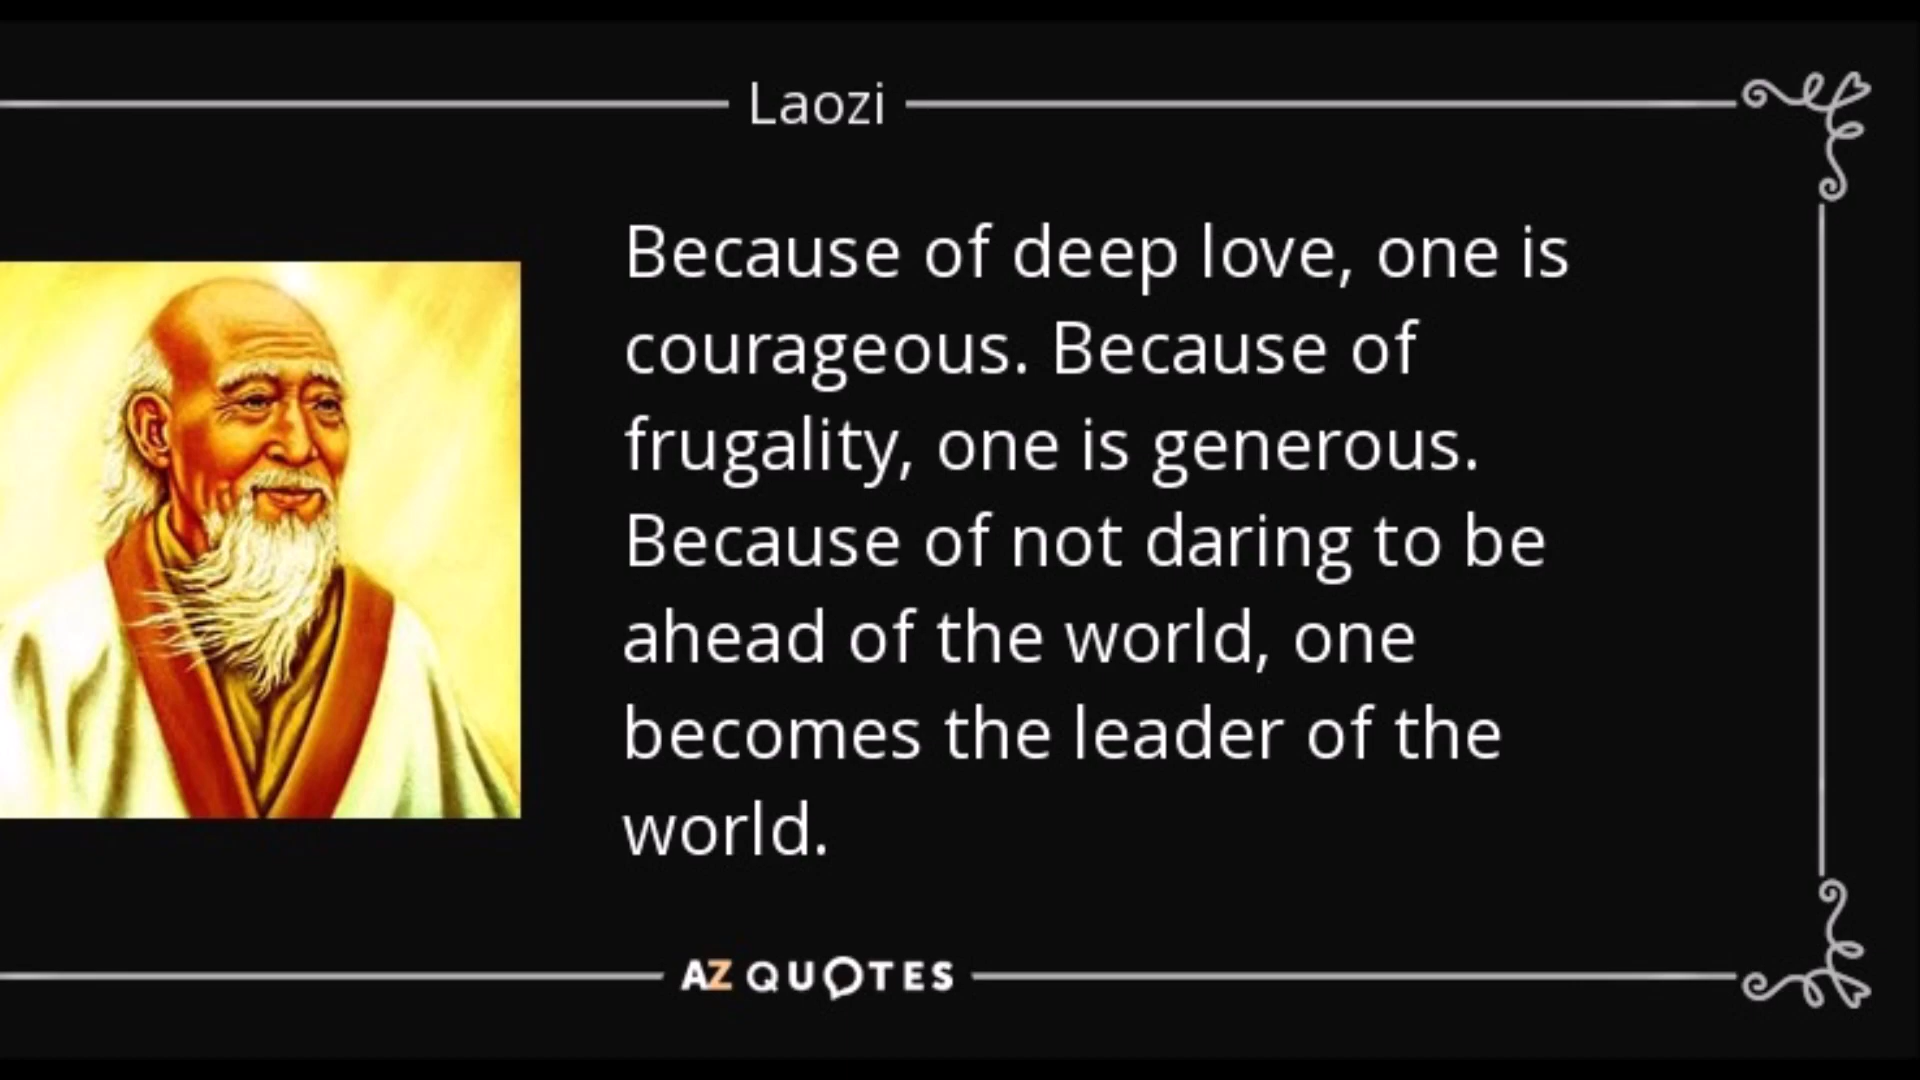 Laozi
Because of deep love, one is
courageous. Because of
frugality, one is generous.
Because of not daring to be
ahead of the world, one
becomes the leader of the
world.
AZ QUOTES